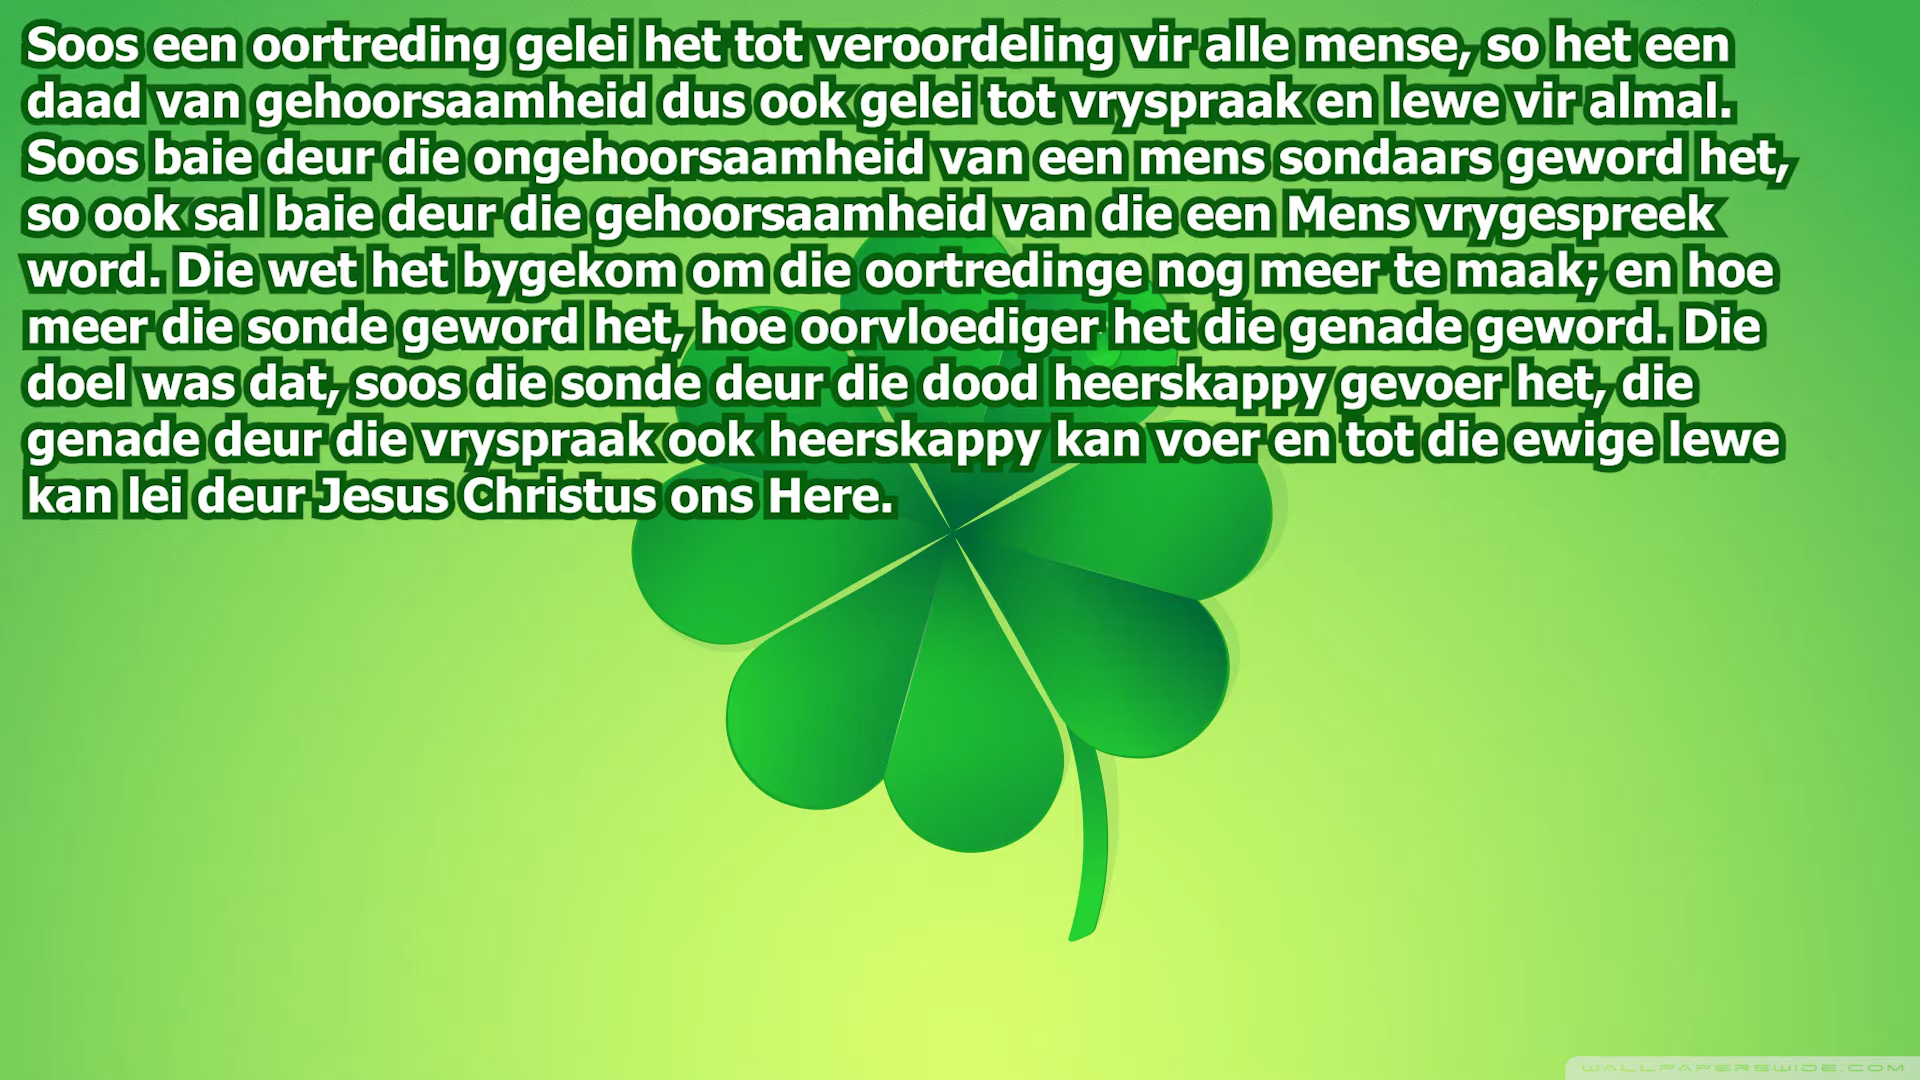 Soos een oortreding gelei het tot veroordeling vir alle mense, so het een
daad van gehoorsaamheid dus ook gelei tot vryspraak en lewe vir almal.
Soos baie deur die ongehoorsaamheid van een mens sondaars geword het,
so ook sal baie deur die gehoorsaamheid van die een Mens vrygespreek
word. Die wet het bygekom om die oortredinge nog meer te maak; en hoe
meer die sonde geword het, hoe oorvloediger het die genade geword. Die
doel was dat, soos die sonde deur die dood heerskappy gevoer het, die
genade deur die vryspraak ook heerskappy kan voer en tot die ewige lewe
kan lei deur Jesus Christus ons Here.
WALLPAPERSWIDE.COM